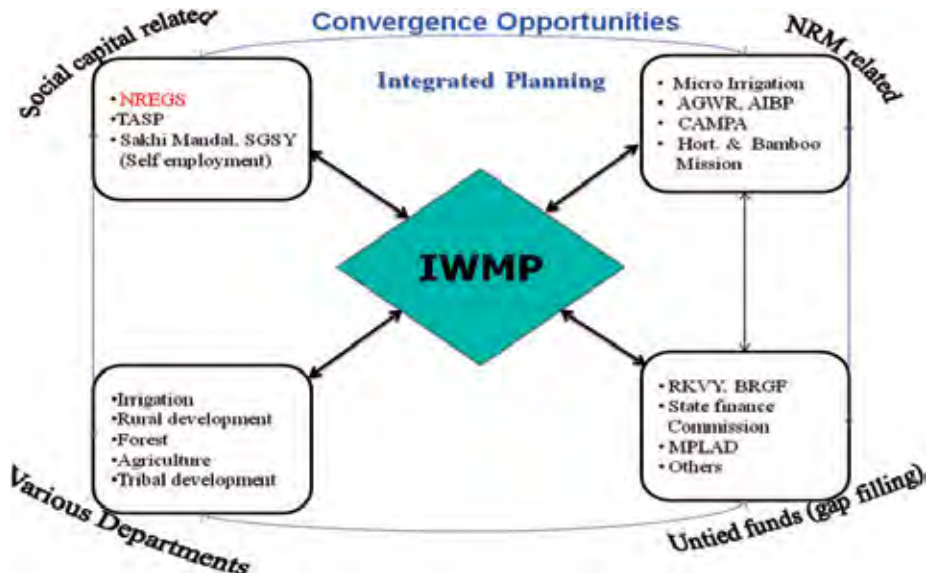 Convergence Opportunities
Social capital related
NRM related
Integrated Planning
•NREGS
•TASP
•Sakhi Mandal, SGSY
(Self employment)
• Micro Irrigation
• AGWR, AIBP
• CAMPA
• Hort. & Bamboo
Mission
IWMP
•Irrigation
•Rural development
•Forest
•Agriculture
•Tribal development
• RKVY, BRGF
• State finance
Commission
• MPLAD
• Others
Various Departments
Untied funds (gap filling)